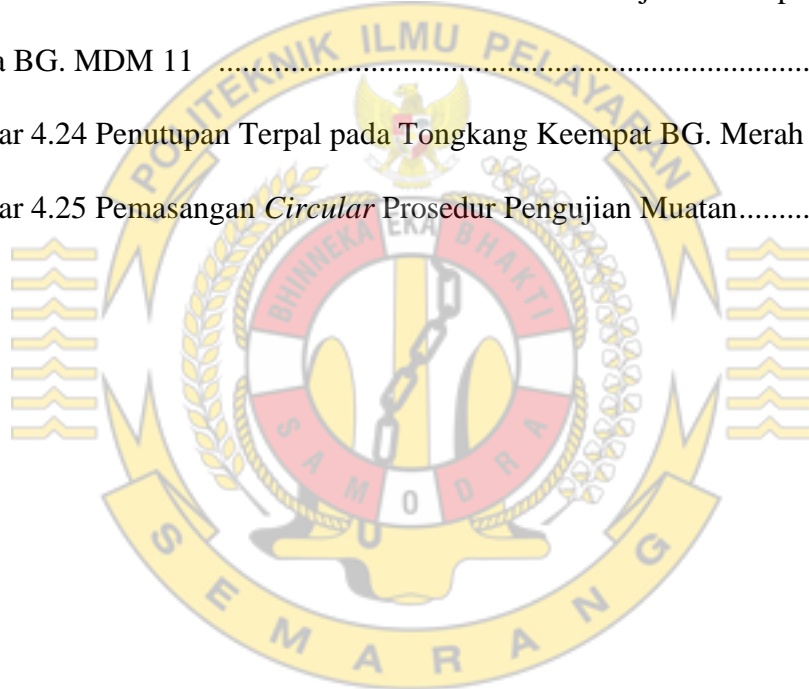 a BG. MDM 11 ........................................................................
ar 4.24 Penutupan Terpal pada Tongkang Keempat BG. Merah
ar 4.25 Pemasangan Circular Prosedur Pengujian Muatan.........
POLITEKNIK ILMU PELAYARAN
BHINNEKA EKA BHAKTI
SAMODRA
SEMARANG